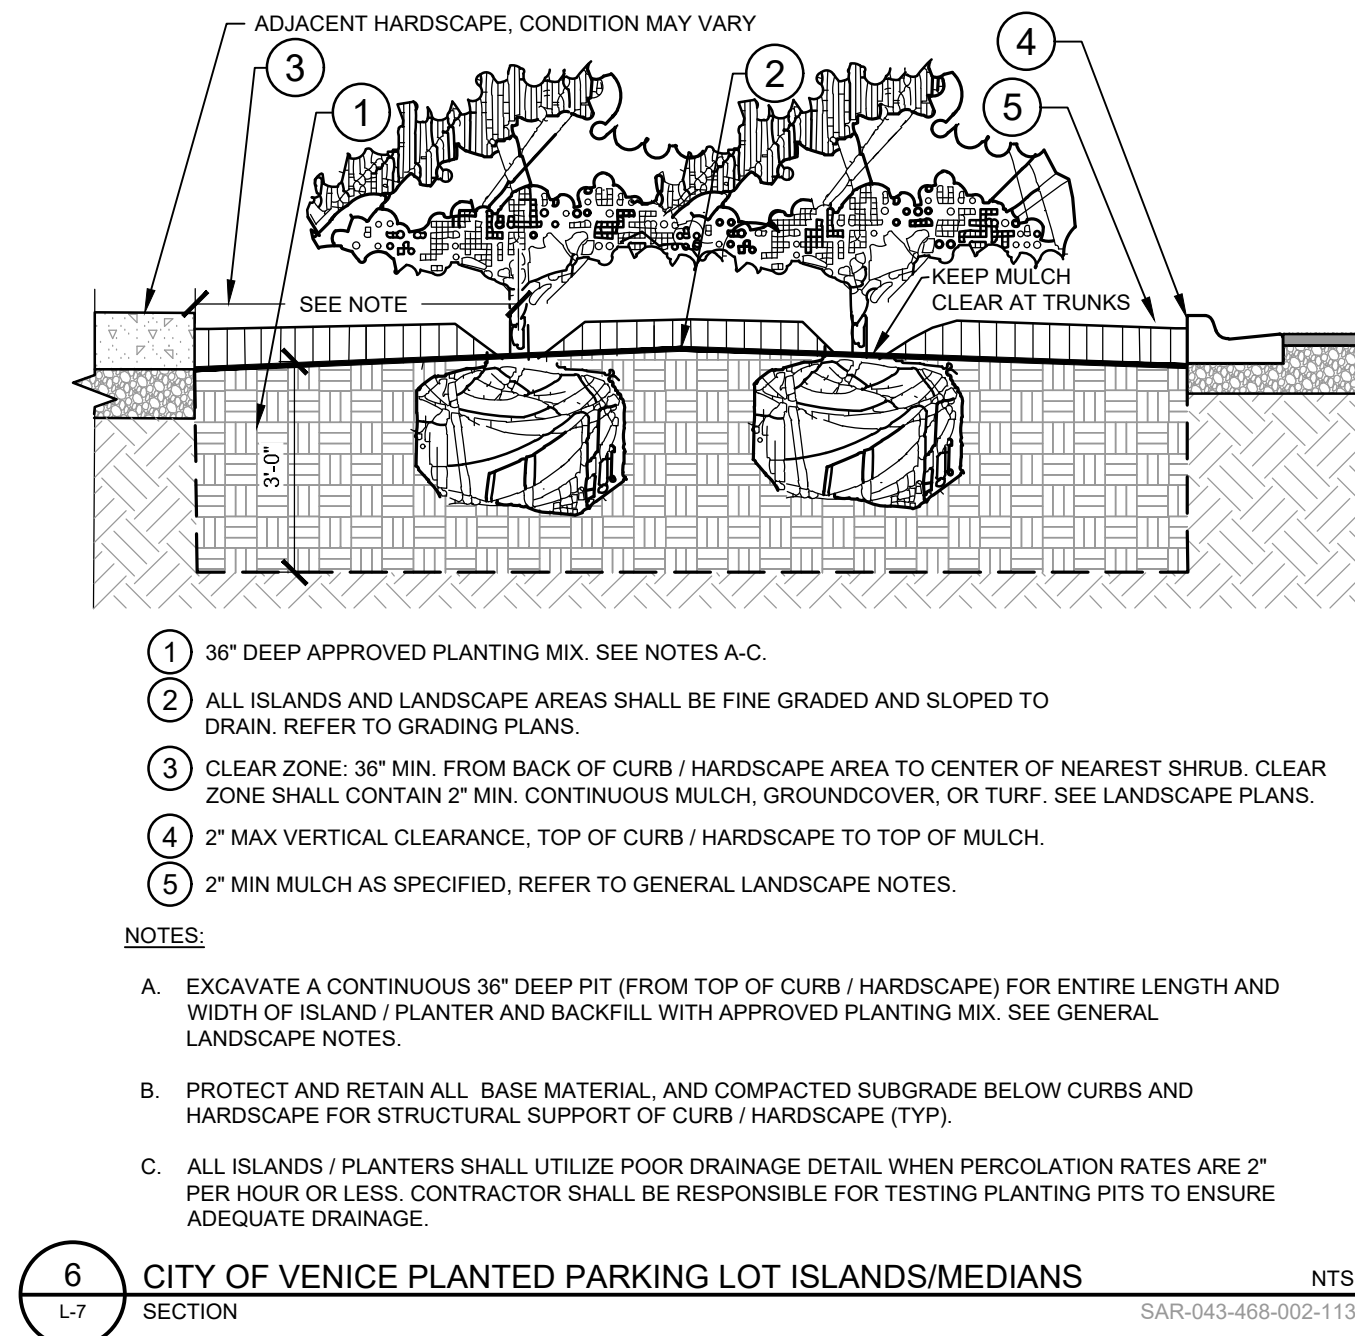 ADJACENT HARDSCAPE, CONDITION MAY VARY
3
1
2
4
5
SEE NOTE
KEEP MULCH
CLEAR AT TRUNKS
3'-0"
1 36" DEEP APPROVED PLANTING MIX. SEE NOTES A-C.
2 ALL ISLANDS AND LANDSCAPE AREAS SHALL BE FINE GRADED AND SLOPED TO
DRAIN. REFER TO GRADING PLANS.
3 CLEAR ZONE: 36" MIN. FROM BACK OF CURB / HARDSCAPE AREA TO CENTER OF NEAREST SHRUB. CLEAR
ZONE SHALL CONTAIN 2" MIN. CONTINUOUS MULCH, GROUNDCOVER, OR TURF. SEE LANDSCAPE PLANS.
4 2" MAX VERTICAL CLEARANCE, TOP OF CURB / HARDSCAPE TO TOP OF MULCH.
5 2" MIN MULCH AS SPECIFIED, REFER TO GENERAL LANDSCAPE NOTES.
NOTES:
A. EXCAVATE A CONTINUOUS 36" DEEP PIT (FROM TOP OF CURB / HARDSCAPE) FOR ENTIRE LENGTH AND
WIDTH OF ISLAND / PLANTER AND BACKFILL WITH APPROVED PLANTING MIX. SEE GENERAL
LANDSCAPE NOTES.
B. PROTECT AND RETAIN ALL BASE MATERIAL, AND COMPACTED SUBGRADE BELOW CURBS AND
HARDSCAPE FOR STRUCTURAL SUPPORT OF CURB / HARDSCAPE (TYP).
C. ALL ISLANDS / PLANTERS SHALL UTILIZE POOR DRAINAGE DETAIL WHEN PERCOLATION RATES ARE 2"
PER HOUR OR LESS. CONTRACTOR SHALL BE RESPONSIBLE FOR TESTING PLANTING PITS TO ENSURE
ADEQUATE DRAINAGE.
6 CITY OF VENICE PLANTED PARKING LOT ISLANDS/MEDIANS NTS
L-7 SECTION SAR-043-468-002-113